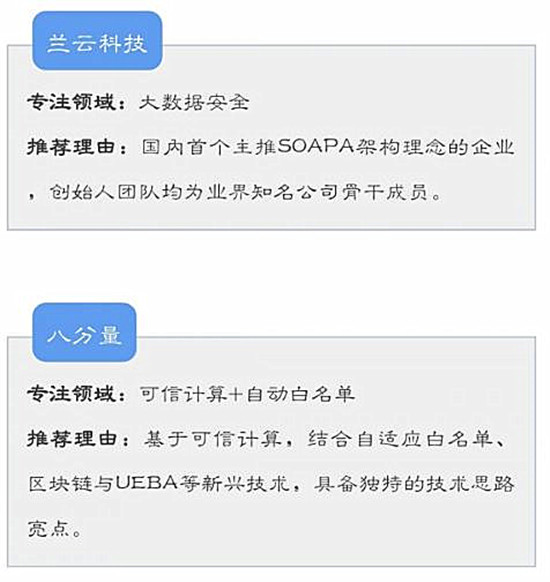 兰云科技
专注领域：大数据安全
推荐理由：国内首个主推SOAPA架构理念的企业
，创始人团队均为业界知名公司骨干成员。
八分量
专注领域：可信计算+自动白名单
推荐理由：基于可信计算，结合自适应白名单、
区块链与UEBA等新兴技术，具备独特的技术思路
亮点。